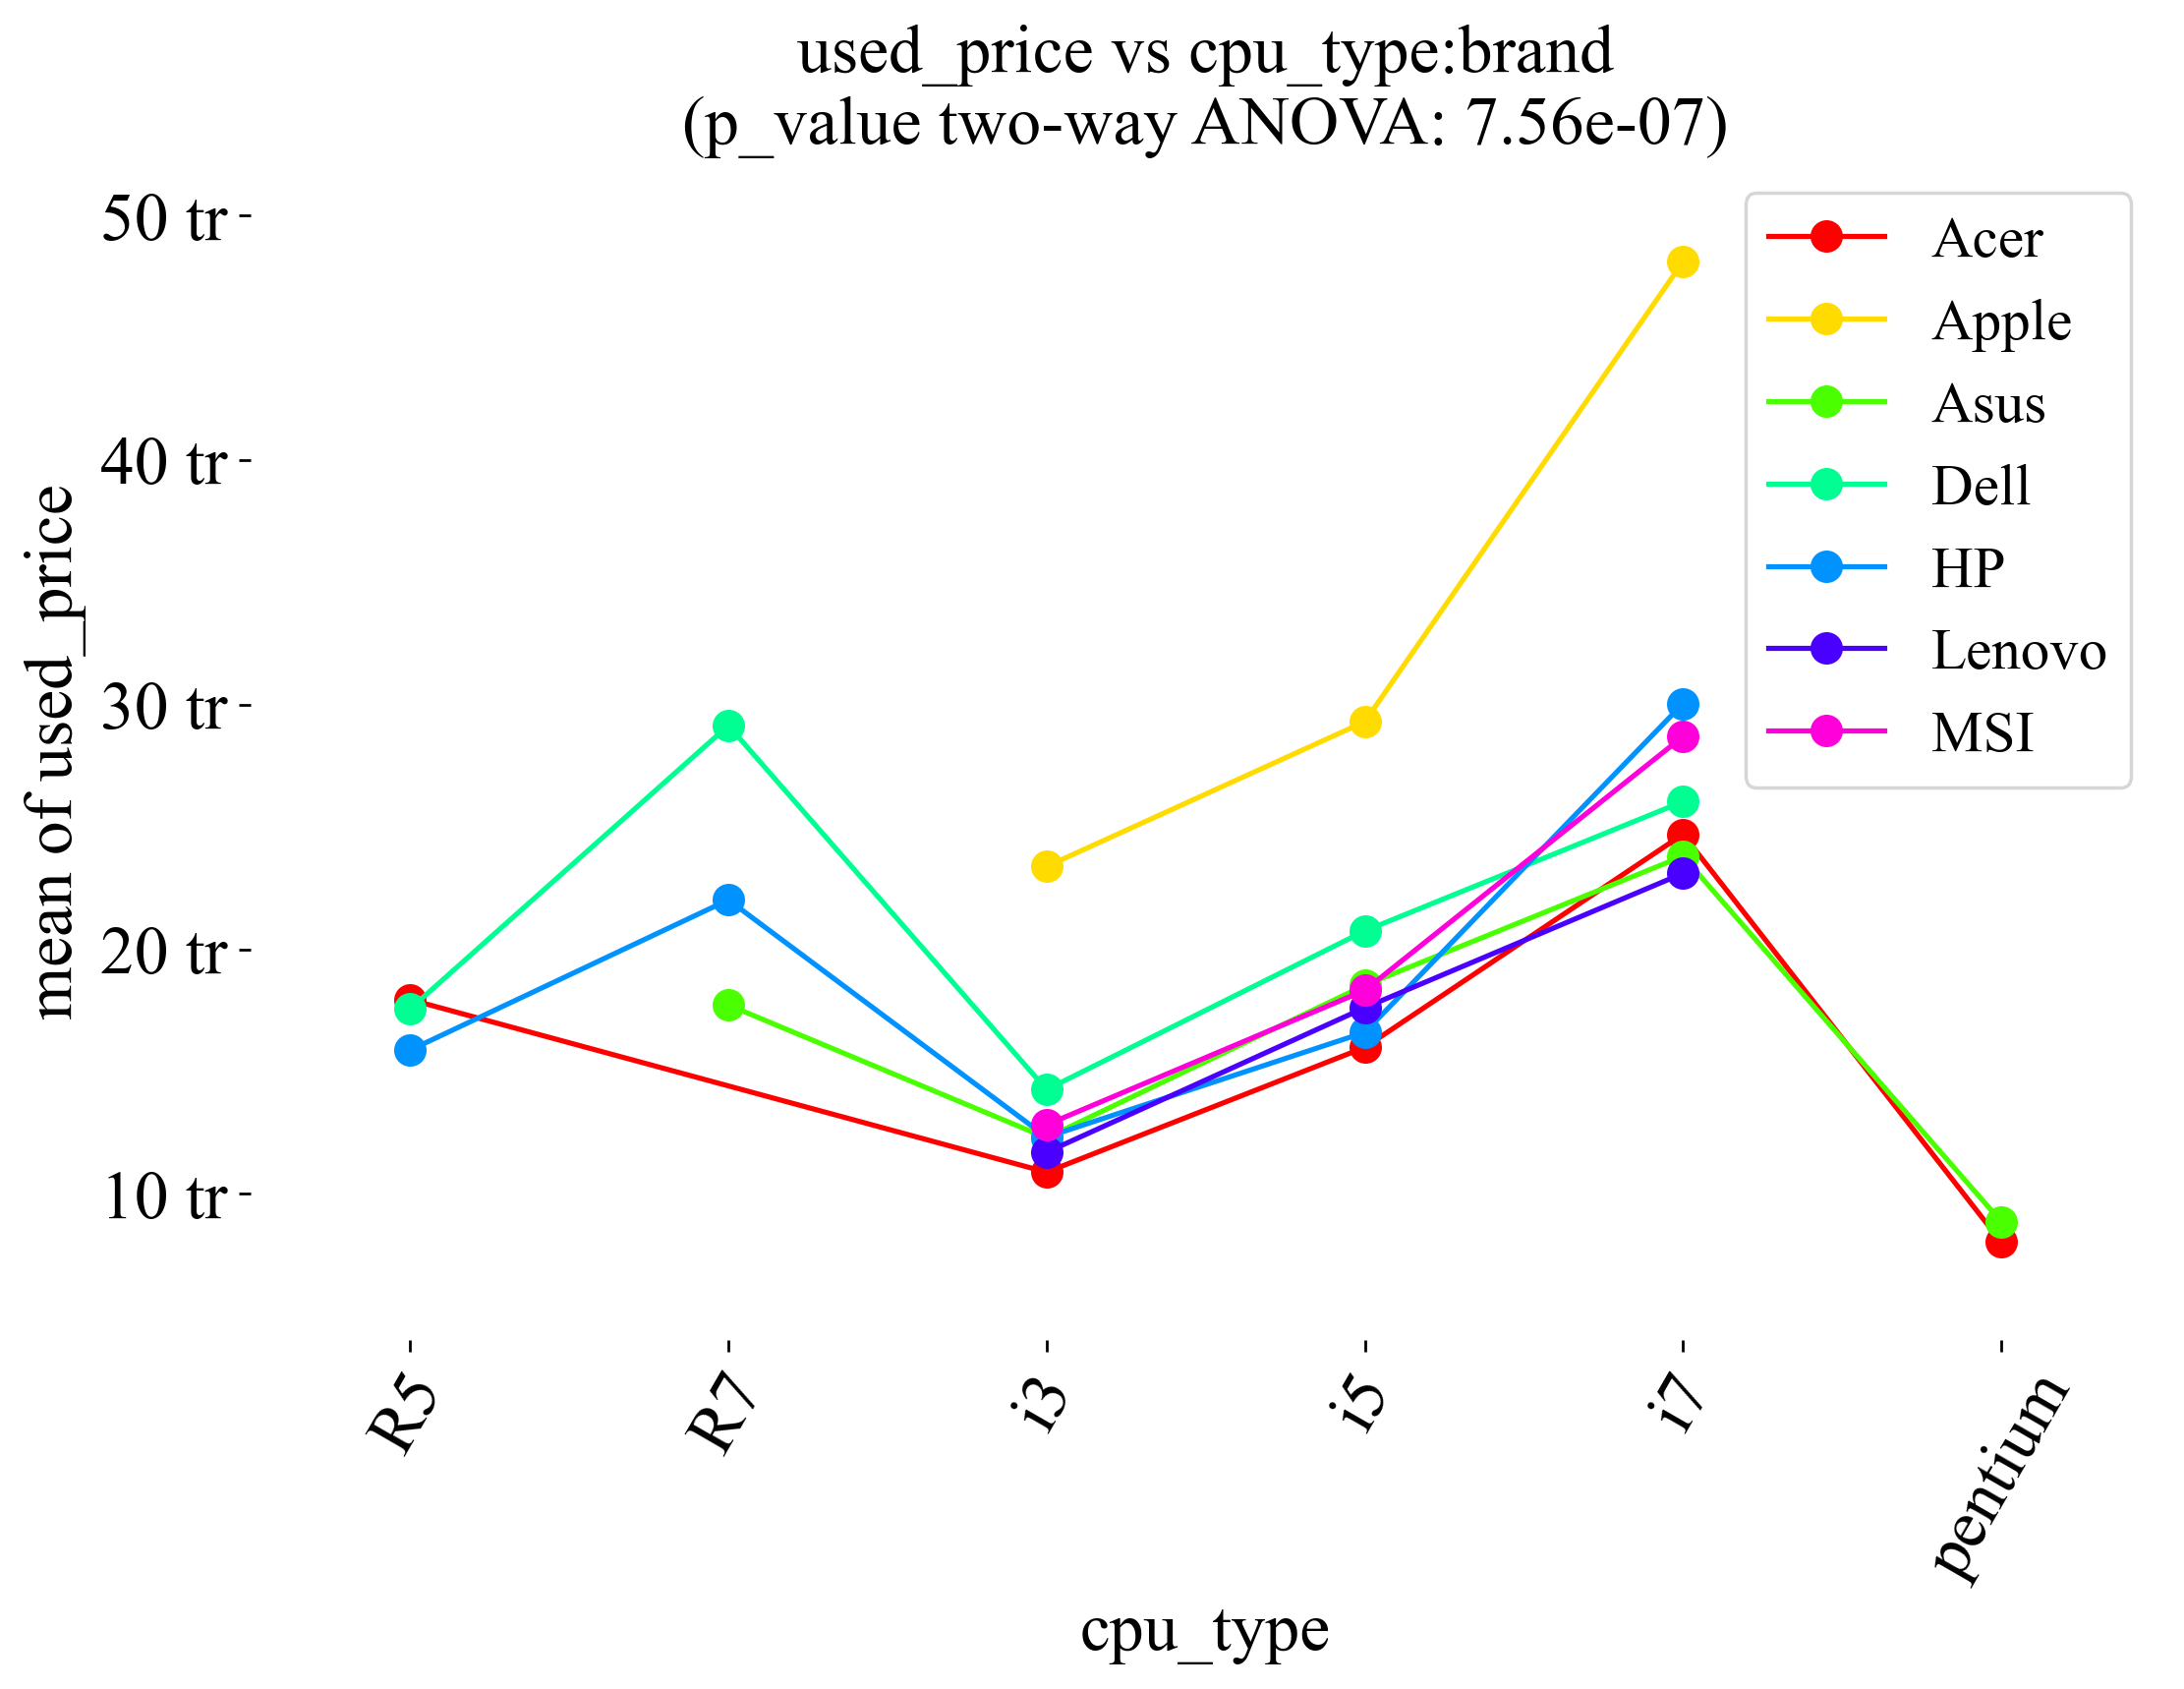 used_price vs cpu_type:brand
(p_value two-way ANOVA: 7.56e-07)
50 tr
40 tr
30 tr
20 tr
10 tr
mean of used_price
Acer
Apple
Asus
Dell
HP
Lenovo
MSI
R5
R7
i3
i5
i7
pentium
cpu_type